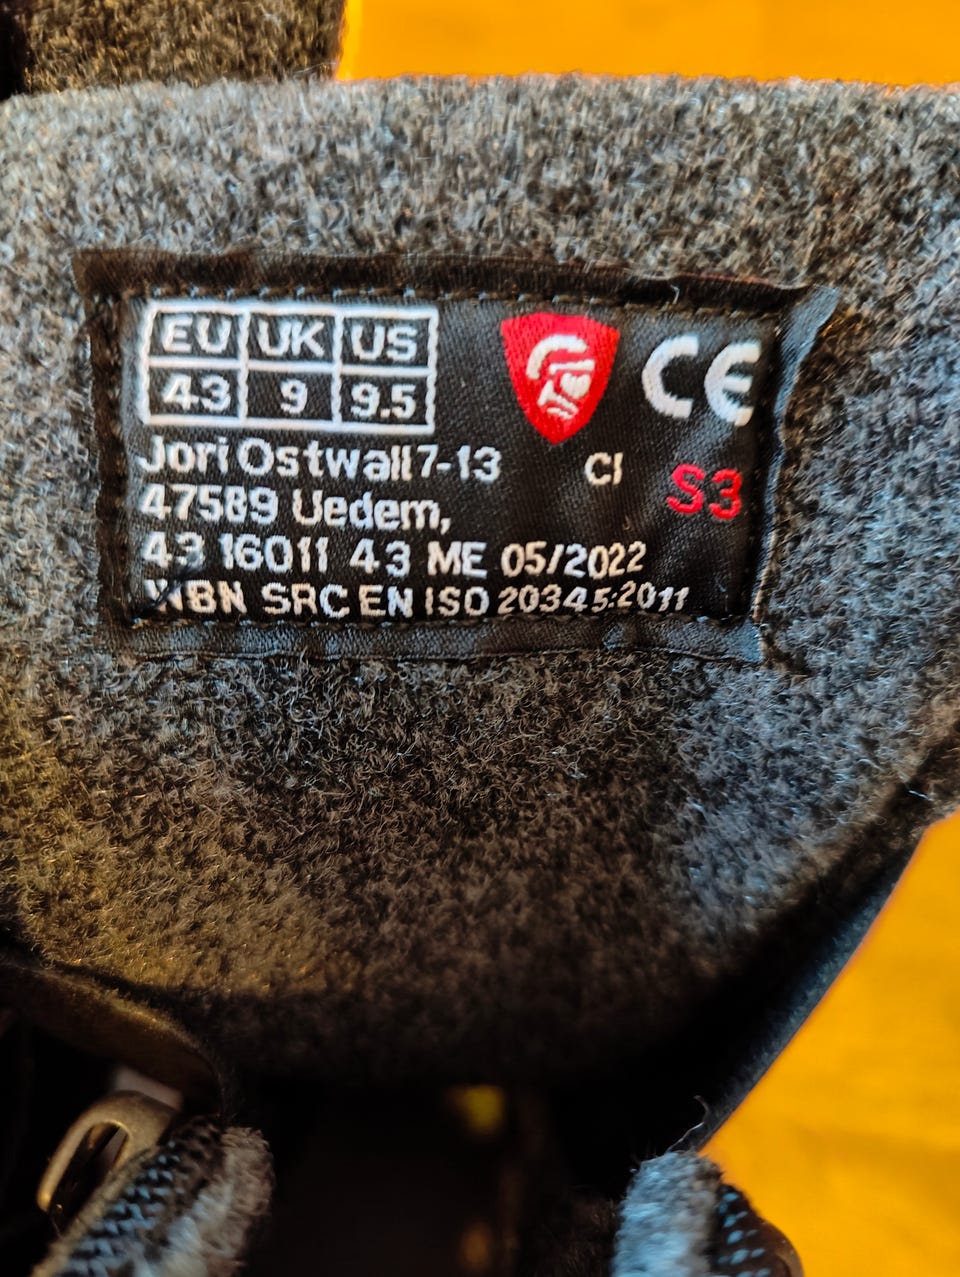 EU UK US
43 9 9.5
CE
Jori Ostwall 7-13 CI S3
47589 Uedem,
43 16011 43 ME 05/2022
WBN SRC EN ISO 20345:2011